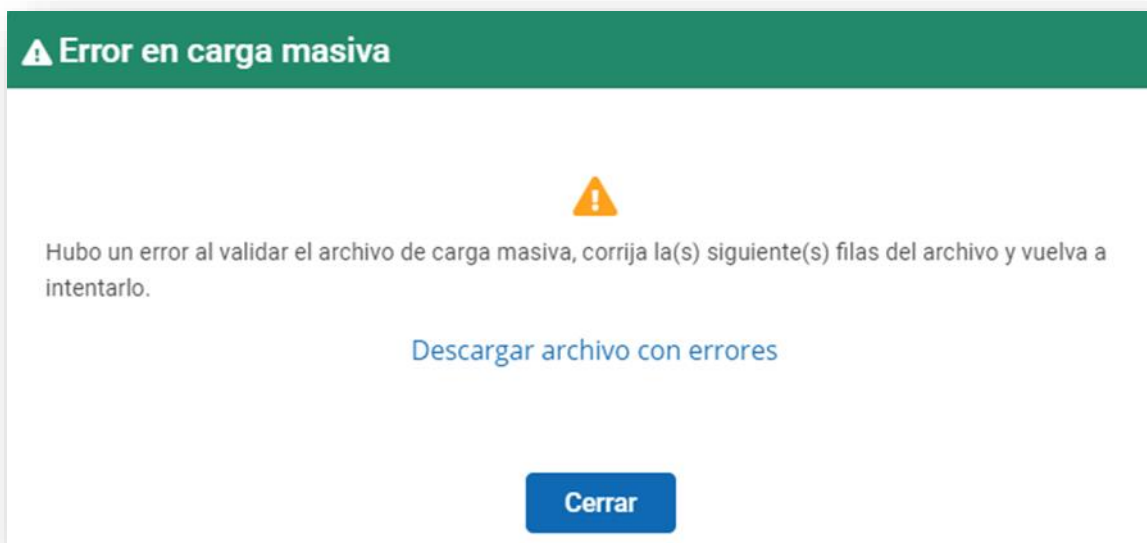 Error en carga masiva
Hubo un error al validar el archivo de carga masiva, corrija la(s) siguiente(s) filas del archivo y vuelva a
intentarlo.
Descargar archivo con errores
Cerrar